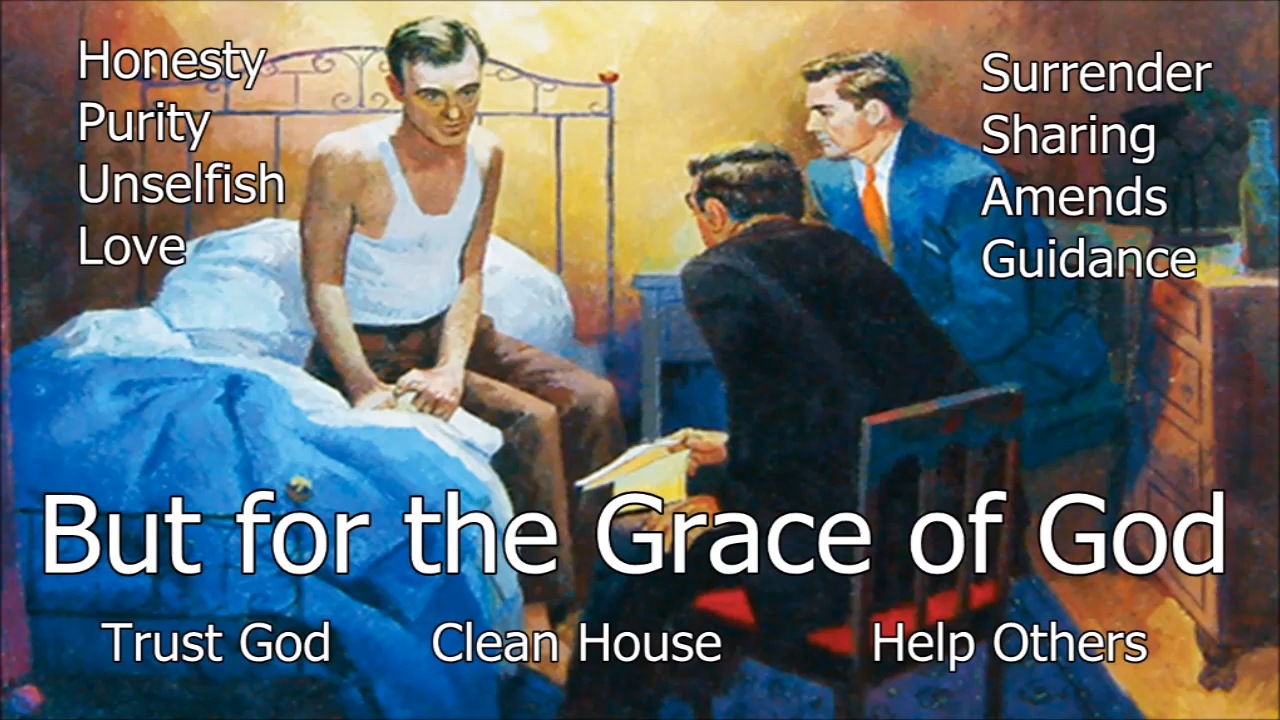 Honesty
Purity
Unselfish
Love
Surrender
Sharing
Amends
Guidance
But for the Grace of God
Trust God Clean House Help Others